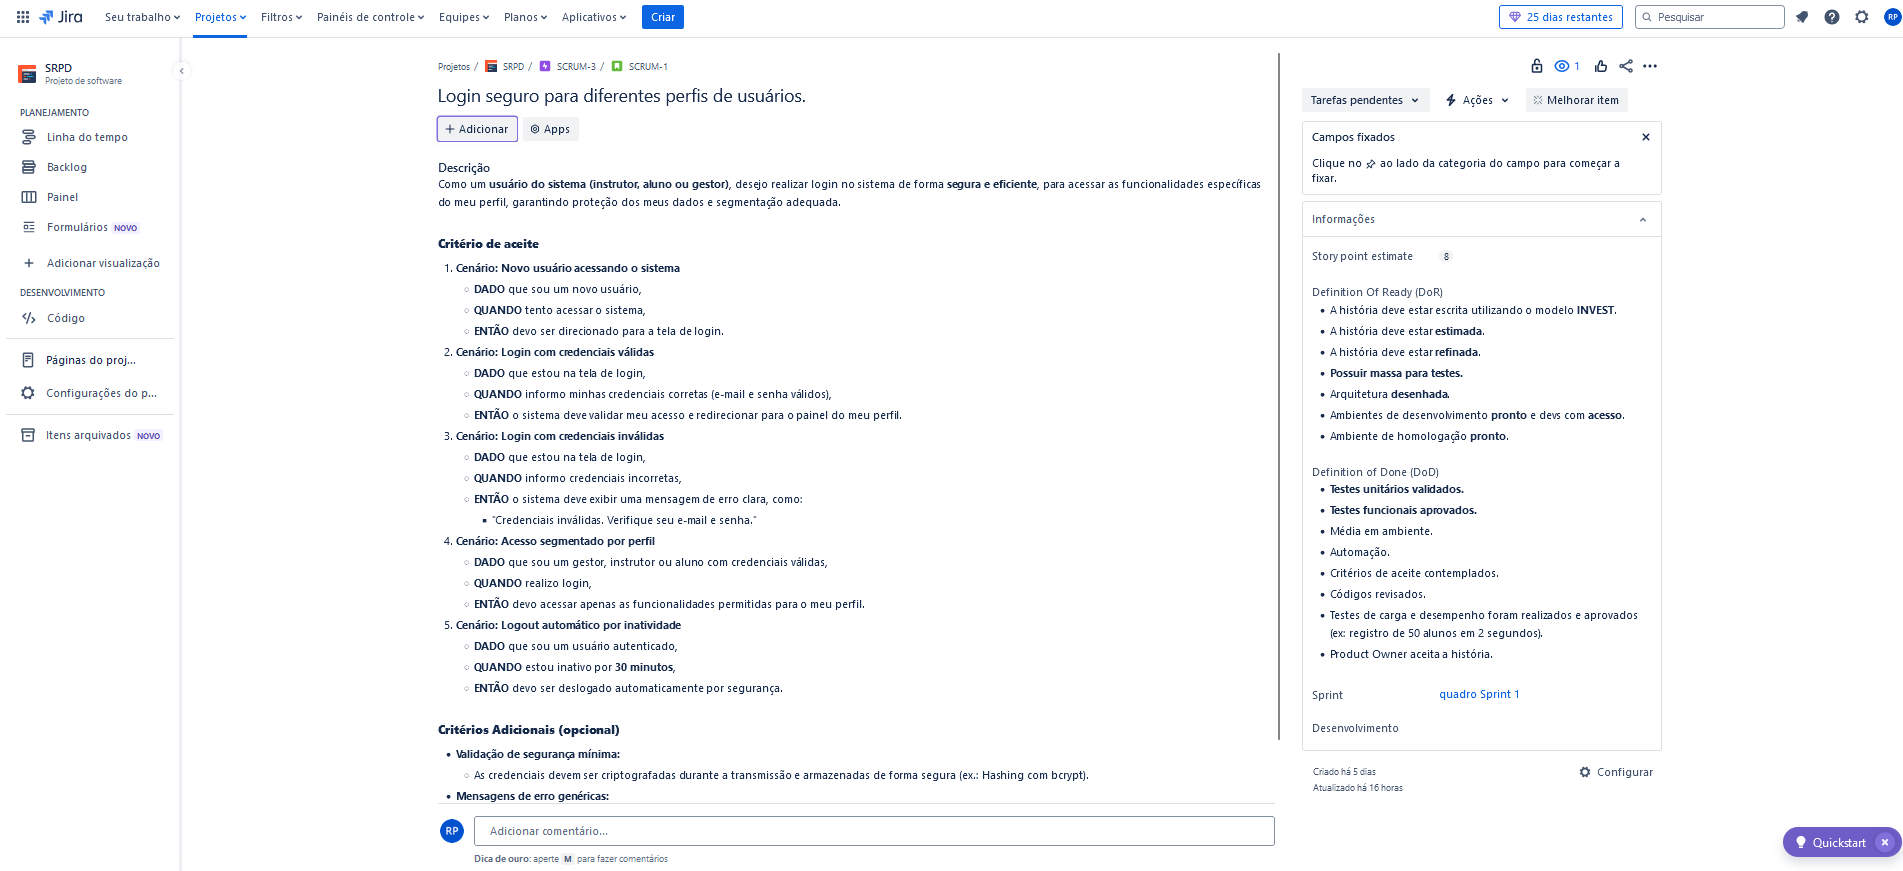 Jira Seu trabalho Projetos Filtros Painéis de controle Equipes Planos Aplicativos Criar 25 dias restantes Pesquisar RP
SRPD
Projeto de software
PLANEJAMENTO
Linha do tempo
Backlog
Painel
Formulários NOVO
Adicionar visualização
DESENVOLVIMENTO
Código
Páginas do proj...
Configurações do p...
Itens arquivados NOVO
Projetos / SRPD / SCRUM-3 / SCRUM-1
Login seguro para diferentes perfis de usuários.
+ Adicionar Apps
Descrição
Como um usuário do sistema (instrutor, aluno ou gestor), desejo realizar login no sistema de forma segura e eficiente, para acessar as funcionalidades específicas
do meu perfil, garantindo proteção dos meus dados e segmentação adequada.
Critério de aceite
1. Cenário: Novo usuário acessando o sistema
DADO que sou um novo usuário,
QUANDO tento acessar o sistema,
ENTÃO devo ser direcionado para a tela de login.
2. Cenário: Login com credenciais válidas
DADO que estou na tela de login,
QUANDO informo minhas credenciais corretas (e-mail e senha válidos),
ENTÃO o sistema deve validar meu acesso e redirecionar para o painel do meu perfil.
3. Cenário: Login com credenciais inválidas
DADO que estou na tela de login,
QUANDO informo credenciais incorretas,
ENTÃO o sistema deve exibir uma mensagem de erro clara, como:
"Credenciais inválidas. Verifique seu e-mail e senha."
4. Cenário: Acesso segmentado por perfil
DADO que sou um gestor, instrutor ou aluno com credenciais válidas,
QUANDO realizo login,
ENTÃO devo acessar apenas as funcionalidades permitidas para o meu perfil.
5. Cenário: Logout automático por inatividade
DADO que sou um usuário autenticado,
QUANDO estou inativo por 30 minutos,
ENTÃO devo ser deslogado automaticamente por segurança.
Critérios Adicionais (opcional)
• Validação de segurança mínima:
As credenciais devem ser criptografadas durante a transmissão e armazenadas de forma segura (ex.: Hashing com bcrypt).
• Mensagens de erro genéricas:
RP Adicionar comentário...
Dica de ouro: aperte M para fazer comentários
1
Tarefas pendentes Ações Melhorar item
Campos fixados
Clique no ao lado da categoria do campo para começar a
fixar.
Informações
Story point estimate 8
Definition Of Ready (DoR)
• A história deve estar escrita utilizando o modelo INVEST.
• A história deve estar estimada.
• A história deve estar refinada.
• Possuir massa para testes.
• Arquitetura desenhada.
• Ambientes de desenvolvimento pronto e devs com acesso.
• Ambiente de homologação pronto.
Definition of Done (DoD)
• Testes unitários validados.
• Testes funcionais aprovados.
• Média em ambiente.
• Automação.
• Critérios de aceite contemplados.
• Códigos revisados.
• Testes de carga e desempenho foram realizados e aprovados
(ex: registro de 50 alunos em 2 segundos).
• Product Owner aceita a história.
Sprint quadro Sprint 1
Desenvolvimento
Criado há 5 dias
Configurar
Atualizado há 16 horas
Quickstart